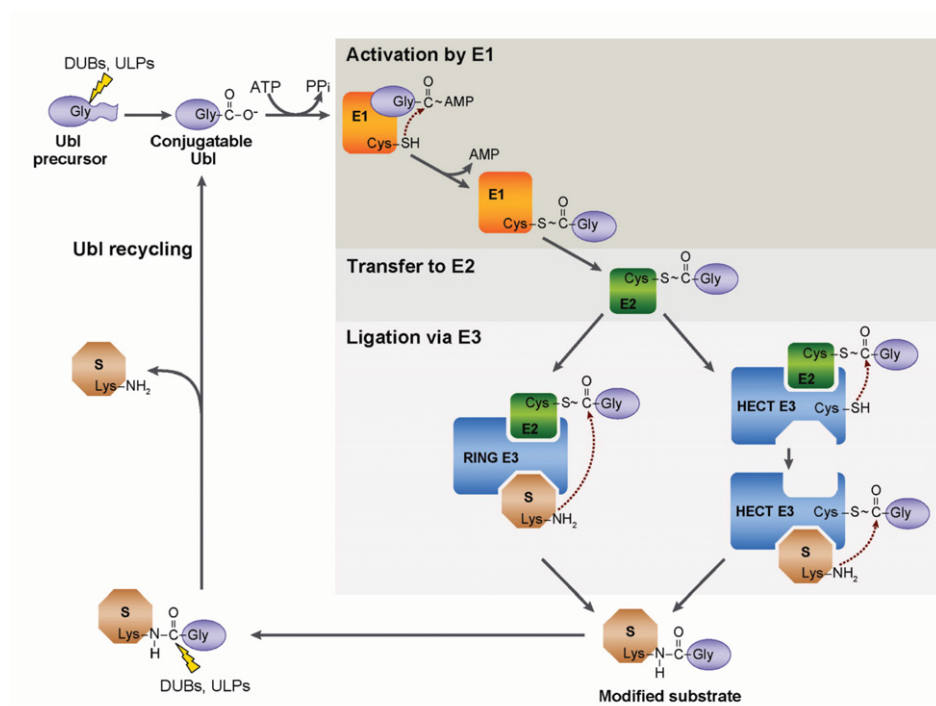 DUBs, ULPs
Gly
Ubl
precursor
Gly–C–O-
O
Conjugatable
Ubl
ATP
PPi
Activation by E1
E1
Gly–C~AMP
O
Cys–SH
AMP
E1
Cys–S~C–Gly
O
Transfer to E2
Cys–S~C–Gly
O
E2
Ligation via E3
Cys–S~C–Gly
O
E2
RING E3
S
Lys–NH2
O
Cys–S~C–Gly
E2
HECT E3
Cys–SH
O
HECT E3
Cys–S~C–Gly
S
Lys–NH2
Ubl recycling
S
Lys–NH2
S
O
Lys–N–C–Gly
H
DUBs, ULPs
S
O
Lys–N–C–Gly
H
Modified substrate